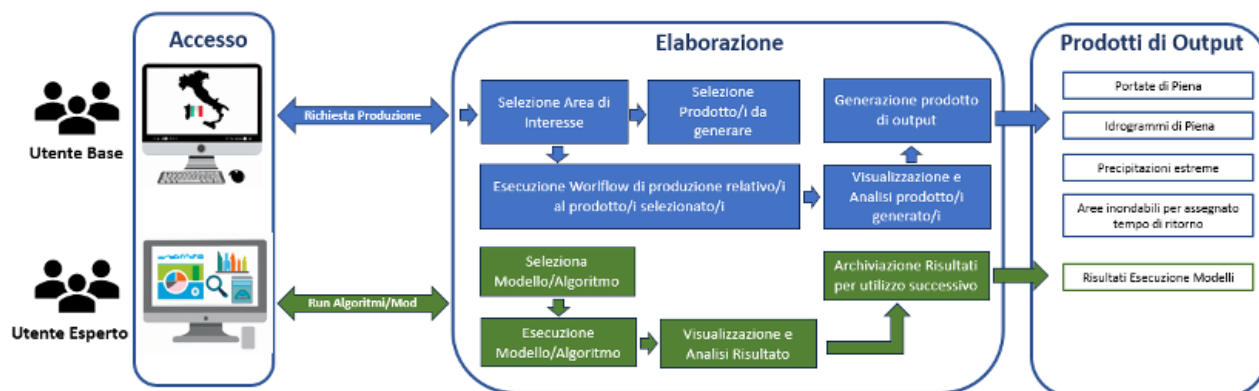 Accesso
Elaborazione
Prodotti di Output
Utente Base
Richiesta Produzione
Selezione Area di
Interesse
Selezione
Prodotto/i da
generare
Generazione prodotto
di output
Esecuzione Worlflow di produzione relativo/i
al prodotto/i selezionato/i
Visualizzazione e
Analisi prodotto/i
generato/i
Portate di Piena
Idrogrammi di Piena
Precipitazioni estreme
Aree inondabili per assegnato
tempo di ritorno
Utente Esperto
Run Algoritmi/Mod
Seleziona
Modello/Algoritmo
Esecuzione
Modello/Algoritmo
Visualizzazione e
Analisi Risultato
Archiviazione Risultati
per utilizzo successivo
Risultati Esecuzione Modelli